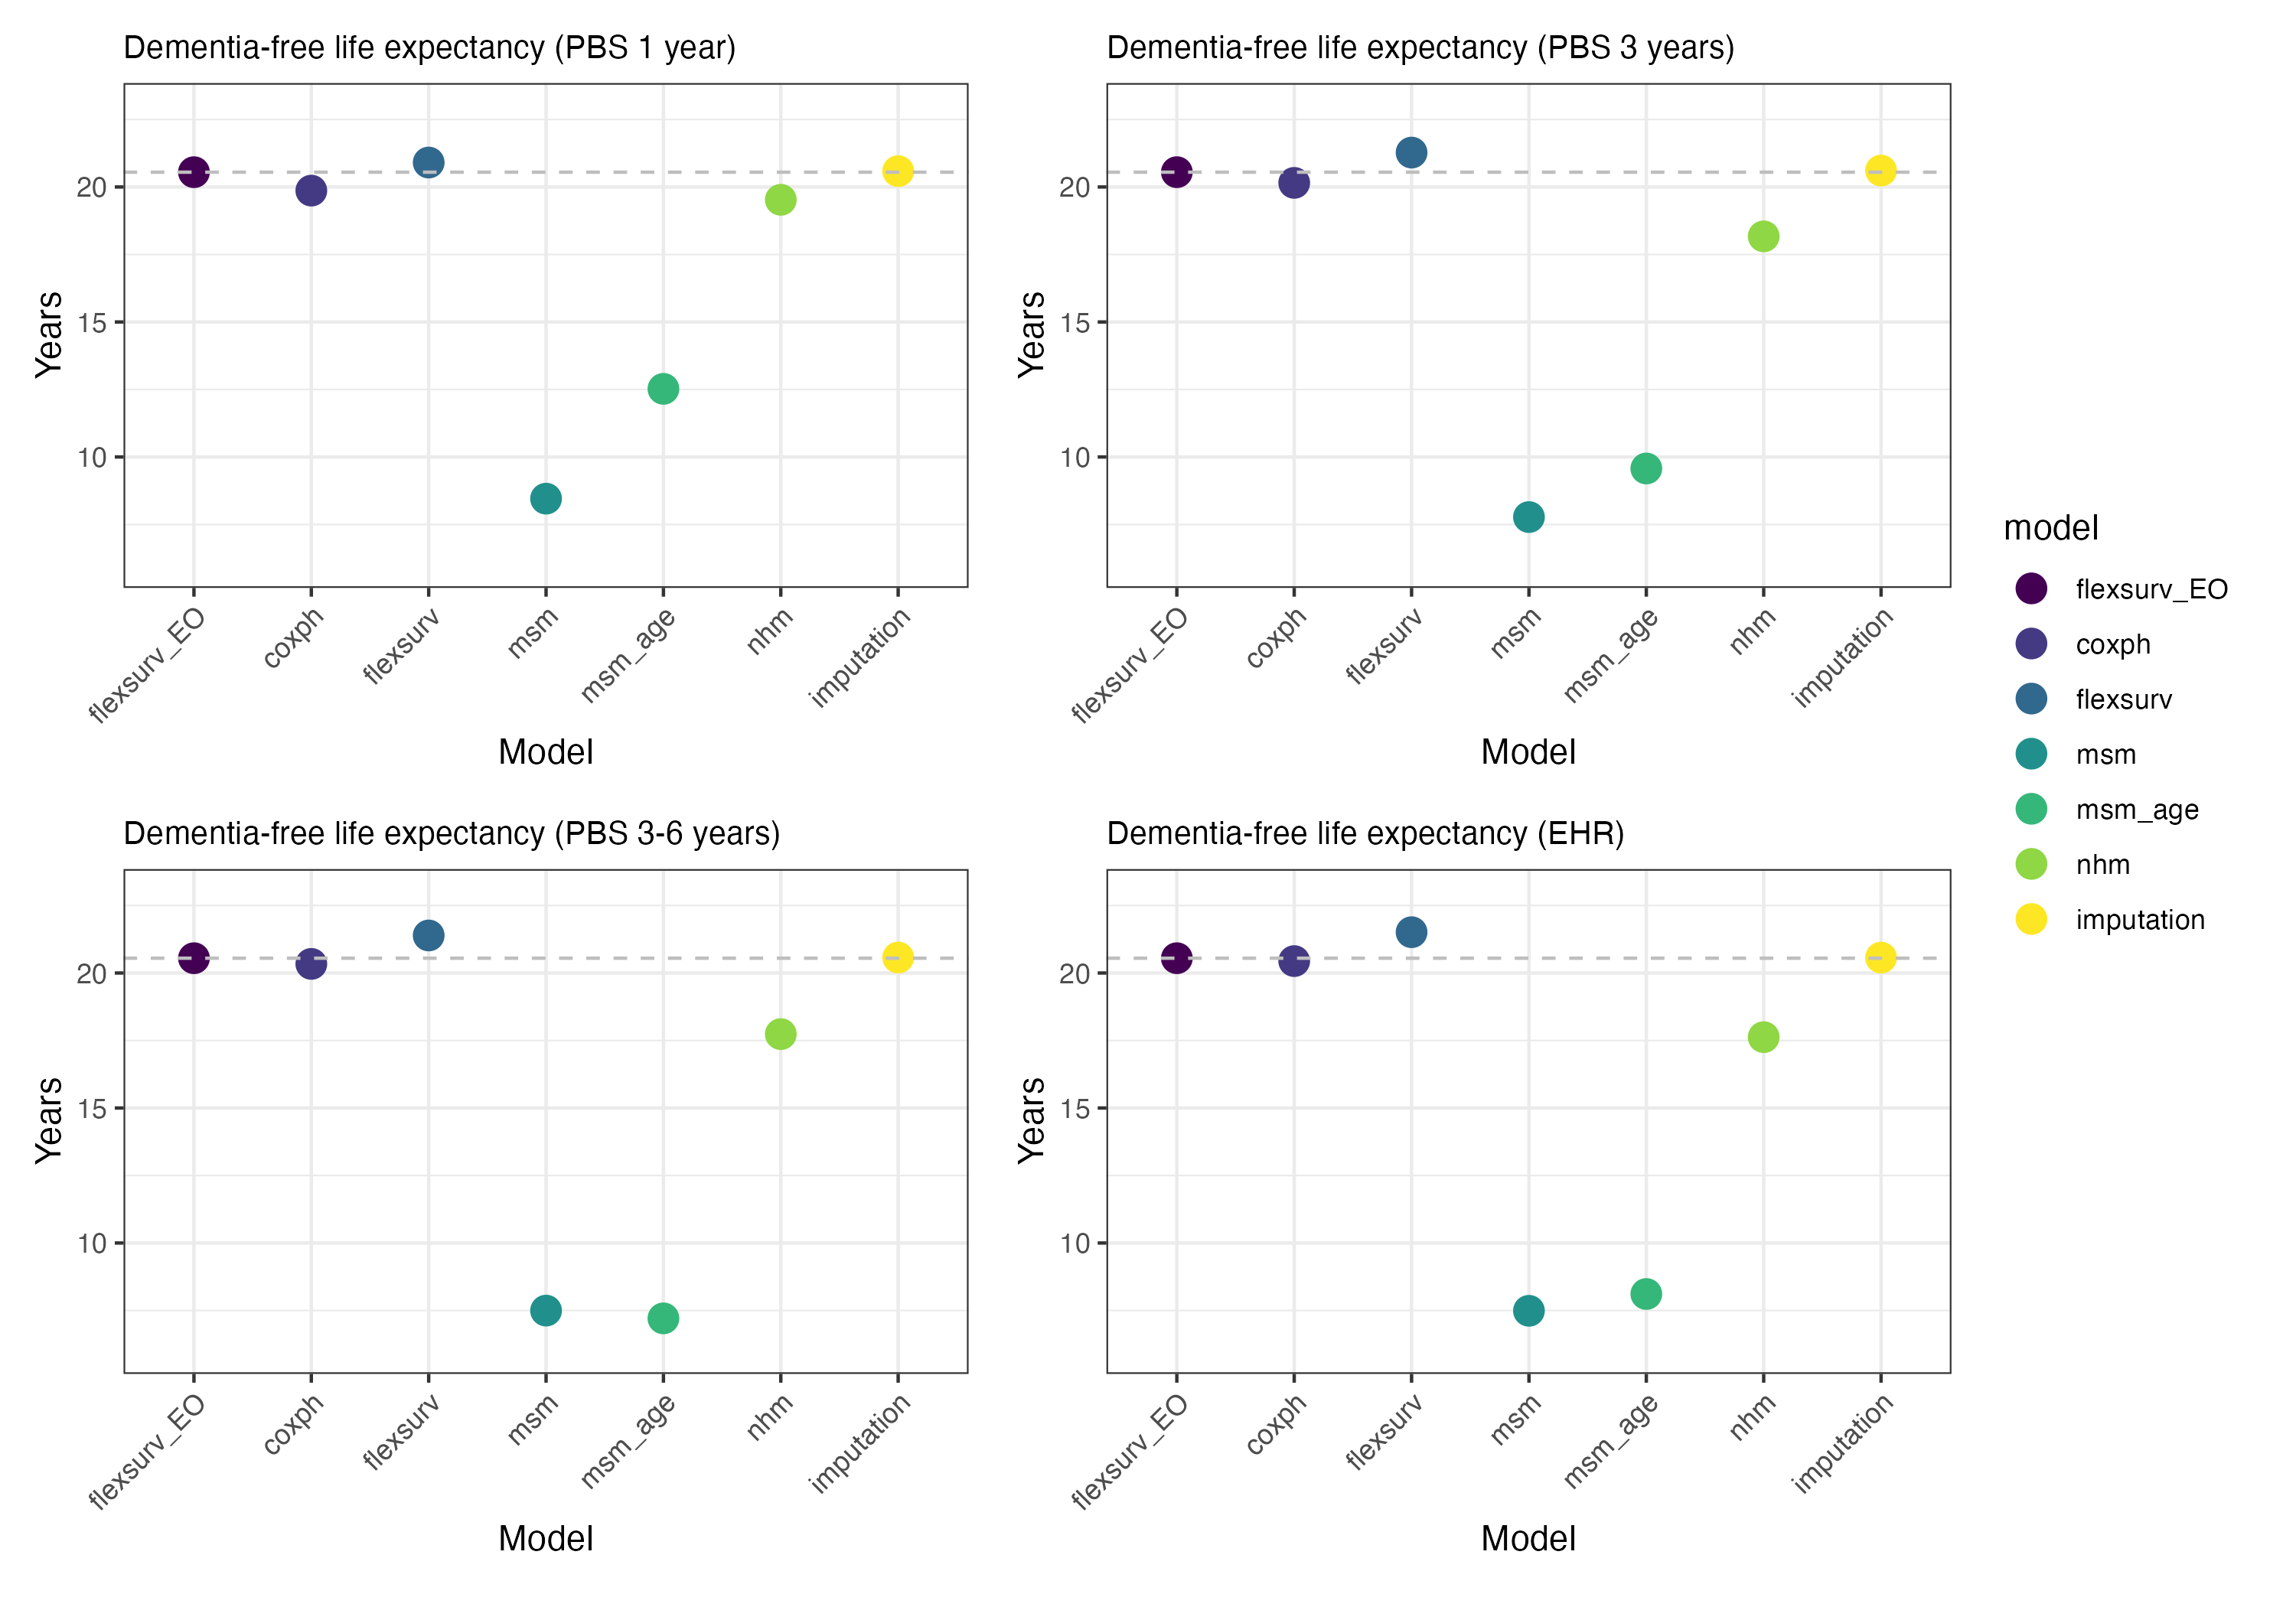 Dementia-free life expectancy (PBS 1 year)
Years
20
15
10
flexsurv_EO
coxph
flexsurv
msm
msm_age
nhm
imputation
Model
Dementia-free life expectancy (PBS 3 years)
Years
20
15
10
flexsurv_EO
coxph
flexsurv
msm
msm_age
nhm
imputation
Model
Dementia-free life expectancy (PBS 3-6 years)
Years
20
15
10
flexsurv_EO
coxph
flexsurv
msm
msm_age
nhm
imputation
Model
Dementia-free life expectancy (EHR)
Years
20
15
10
flexsurv_EO
coxph
flexsurv
msm
msm_age
nhm
imputation
Model
model
flexsurv_EO
coxph
flexsurv
msm
msm_age
nhm
imputation